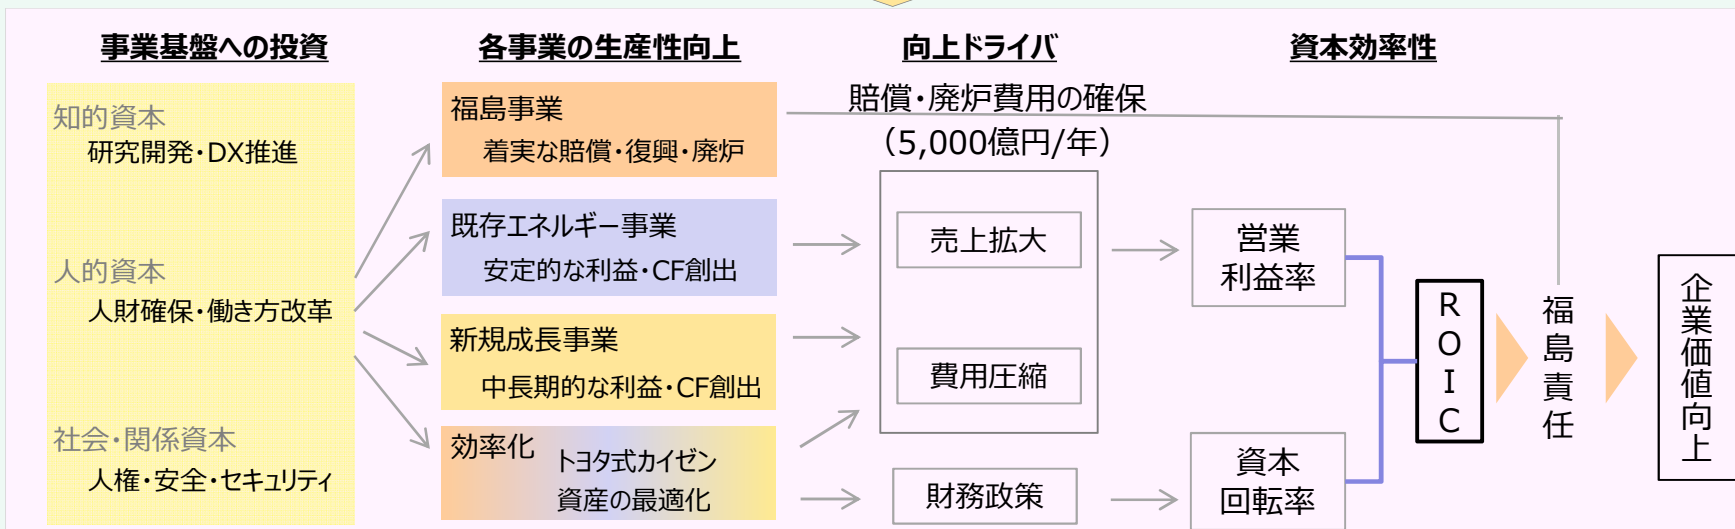 事業基盤への投資
知的資本
研究開発・DX推進
人的資本
人財確保・働き方改革
社会・関係資本
人権・安全・セキュリティ
各事業の生産性向上
福島事業
着実な賠償・復興・廃炉
既存エネルギー事業
安定的な利益・CF創出
新規成長事業
中長期的な利益・CF創出
効率化
トヨタ式カイゼン
資産の最適化
向上ドライバ
賠償・廃炉費用の確保
（5,000億円/年）
売上拡大
費用圧縮
財務政策
資本効率性
営業
利益率
資本
回転率
ROIC
福島責任
企業価値向上